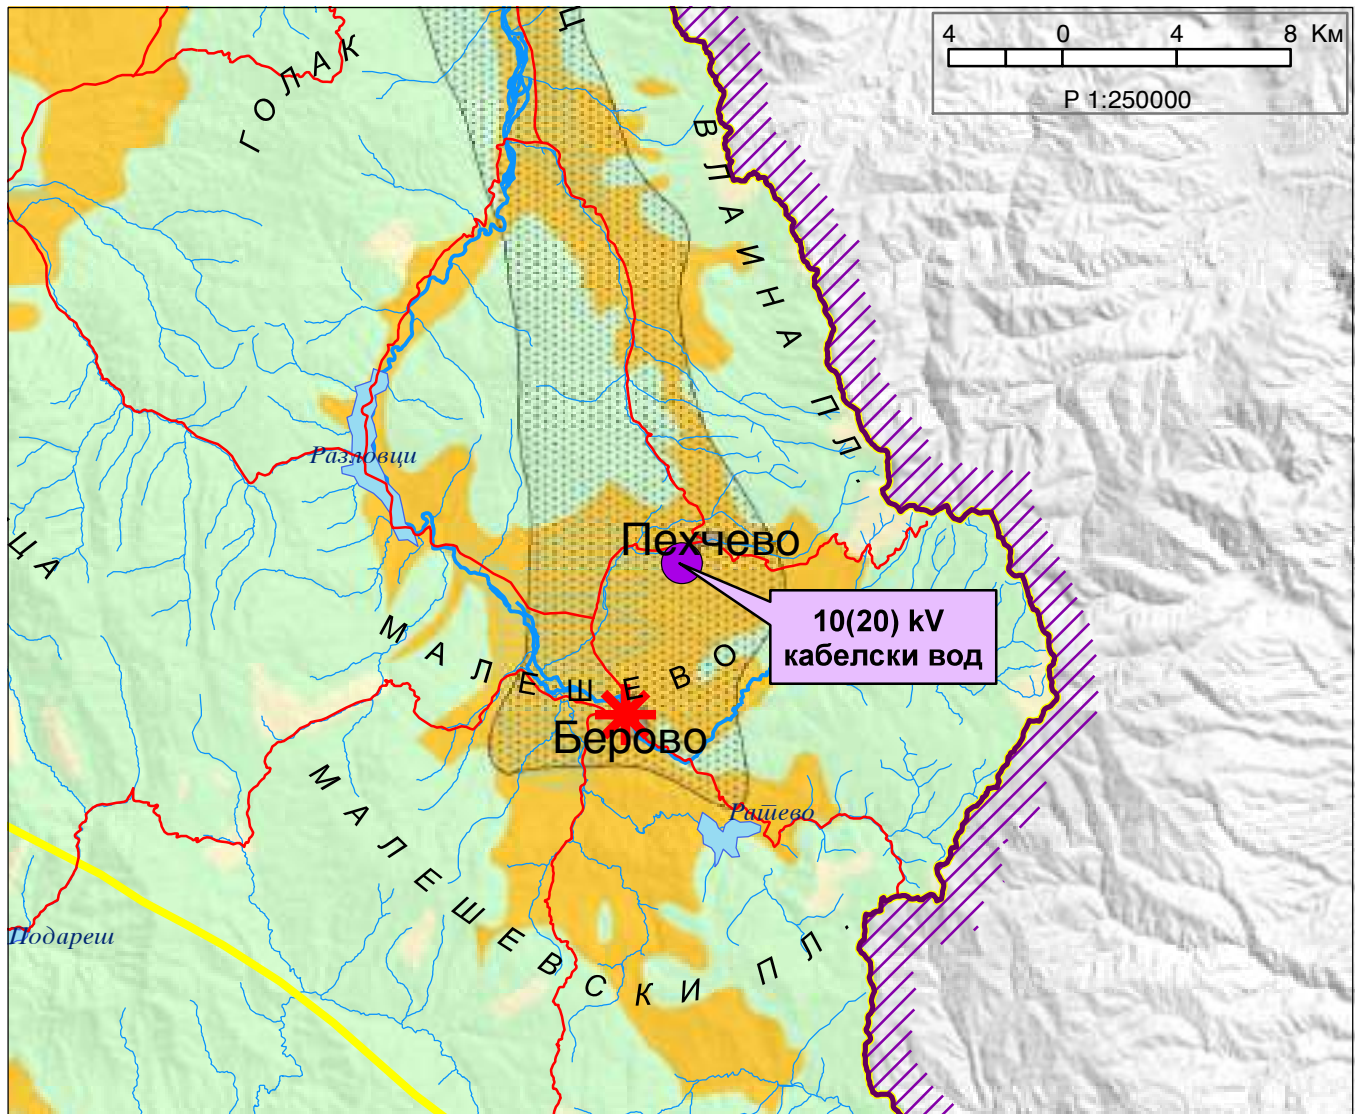 4 0 4 8 Км
Р 1:250000
Ц
ГОЛАК
ВЛАИНА ПЛ.
Разловци
ЦА
Пехчево
10(20) kV
кабелски вод
МАЛЕШЕВО
Берово
МАЛЕШЕВСКИ ПЛ.
Подареш